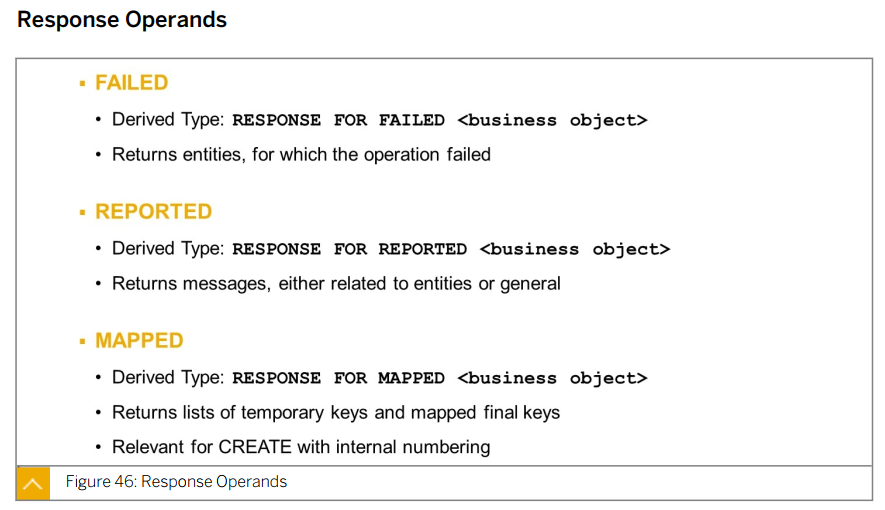 Response Operands
▪ FAILED
• Derived Type: RESPONSE FOR FAILED <business object>
• Returns entities, for which the operation failed
▪ REPORTED
• Derived Type: RESPONSE FOR REPORTED <business object>
• Returns messages, either related to entities or general
▪ MAPPED
• Derived Type: RESPONSE FOR MAPPED <business object>
• Returns lists of temporary keys and mapped final keys
• Relevant for CREATE with internal numbering
Figure 46: Response Operands